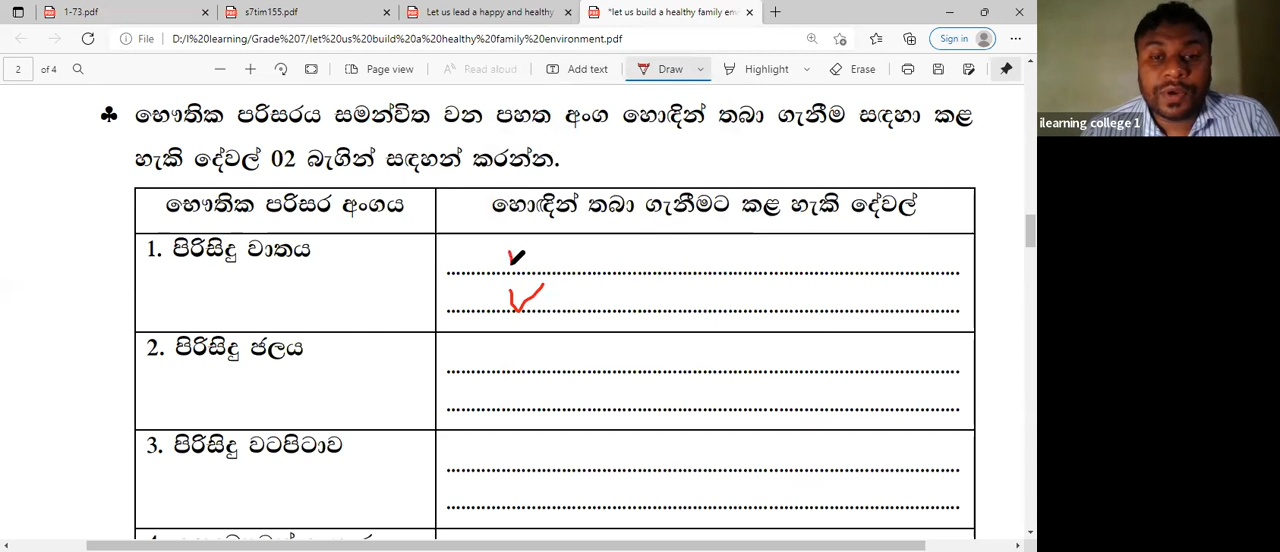 1-73.pdf
s7tim155.pdf
Let us lead a happy and healthy
*let us build a healthy family env
File
D:/I%20learning/Grade%207/let%20us%20build%20a%20healthy%20family%20environment.pdf
Sign in
2 of 4
Page view
Read aloud
Add text
Draw
Highlight
Erase
ilearning college 1
♣ භෞතික පරිසරය සමන්විත වන පහත අංග හොඳින් තබා ගැනීම සඳහා කළ
හැකි දේවල් 02 බැගින් සඳහන් කරන්න.
භෞතික පරිසර අංගය
හොඳින් තබා ගැනීමට කළ හැකි දේවල්
1. පිරිසිදු වාතය
2. පිරිසිදු ජලය
3. පිරිසිදු වටපිටාව